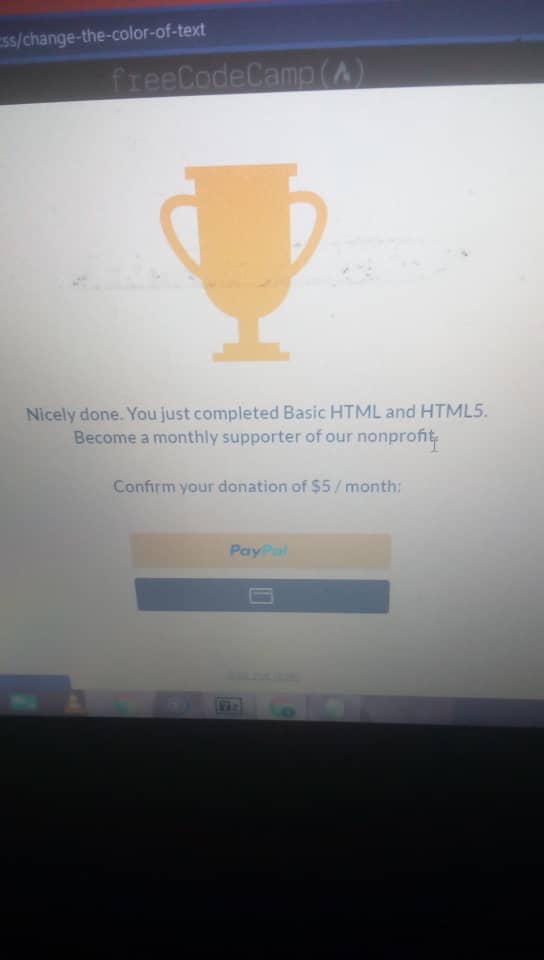 ss/change-the-color-of-text
freeCodeCamp(🔥)
Nicely done. You just completed Basic HTML and HTML5.
Become a monthly supporter of our nonprofit.
Confirm your donation of $5 / month:
PayPal